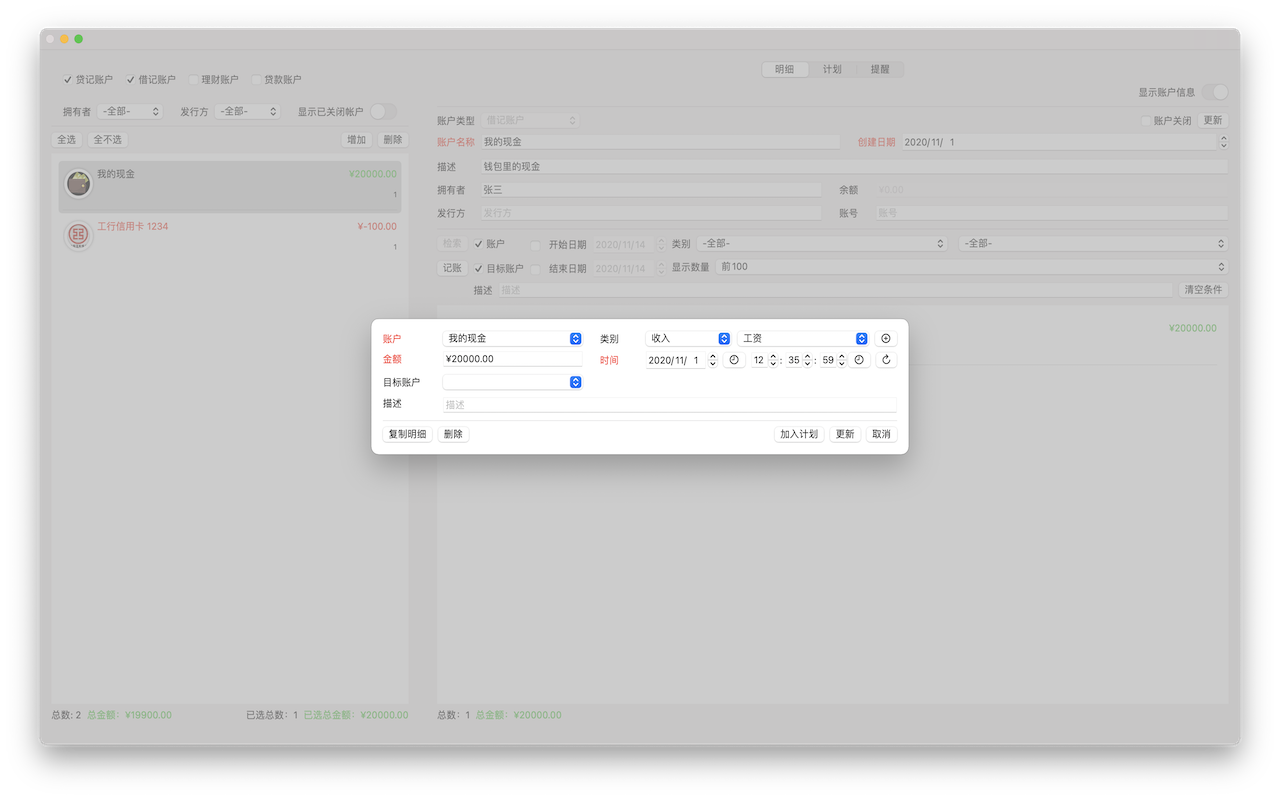 贷记账户 借记账户 理财账户 贷款账户
拥有者 -全部- 发行方 -全部- 显示已关闭帐户
全选 全不选 增加 删除
我的现金 ¥20000.00
1
工行信用卡 1234 ¥-100.00
1
总数: 2 总金额: ¥19900.00 已选总数: 1 已选总金额: ¥20000.00
明细 计划 提醒
显示账户信息
账户类型 借记账户 账户关闭 更新
账户名称 我的现金 创建日期 2020/11/ 1
描述 钱包里的现金
拥有者 张三 余额 ¥0.00
发行方 发行方 账号 账号
检索 账户 开始日期 2020/11/14 类别 -全部- -全部-
记账 目标账户 结束日期 2020/11/14 显示数量 前100
描述 描述 清空条件
¥20000.00
账户 我的现金 类别 收入 工资
金额 ¥20000.00 时间 2020/11/ 1 12 : 35 : 59
目标账户
描述 描述
复制明细 删除 加入计划 更新 取消
总数: 1 总金额: ¥20000.00